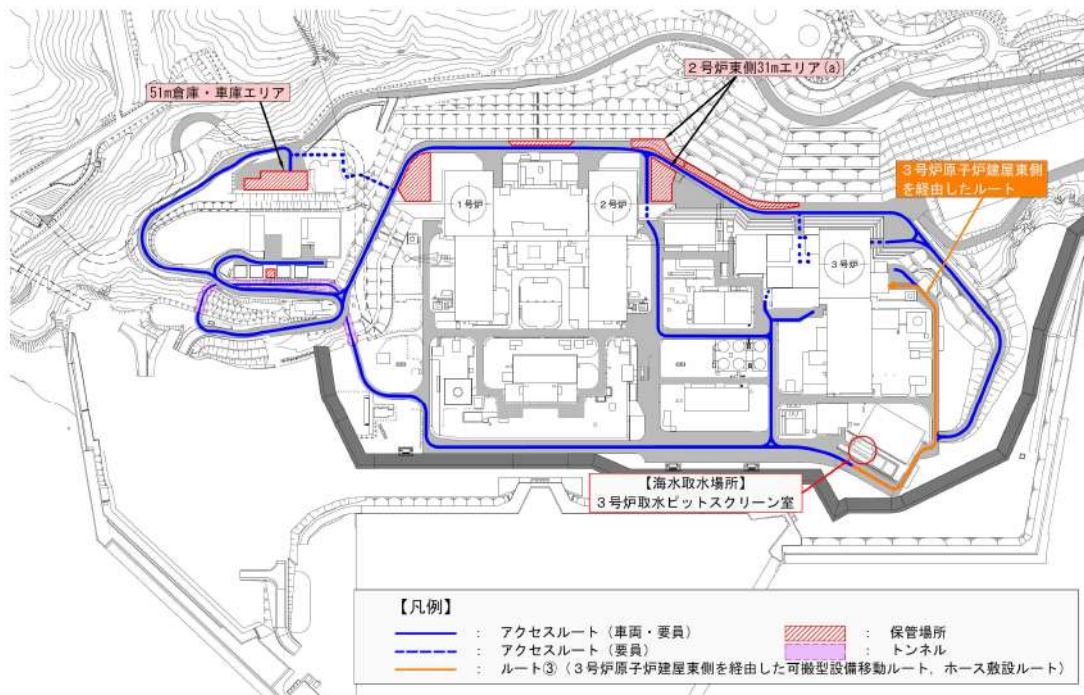 2号炉東側31mエリア(a)
51m倉庫・車庫エリア
3号炉原子炉建屋東側
を経由したルート
1号炉
2号炉
3号炉
【海水取水場所】
3号炉取水ピットスクリーン室
【凡例】
： アクセスルート（車両・要員）
： 保管場所
： アクセスルート（要員）
： トンネル
： ルート③（3号炉原子炉建屋東側を経由した可搬型設備移動ルート，ホース敷設ルート）